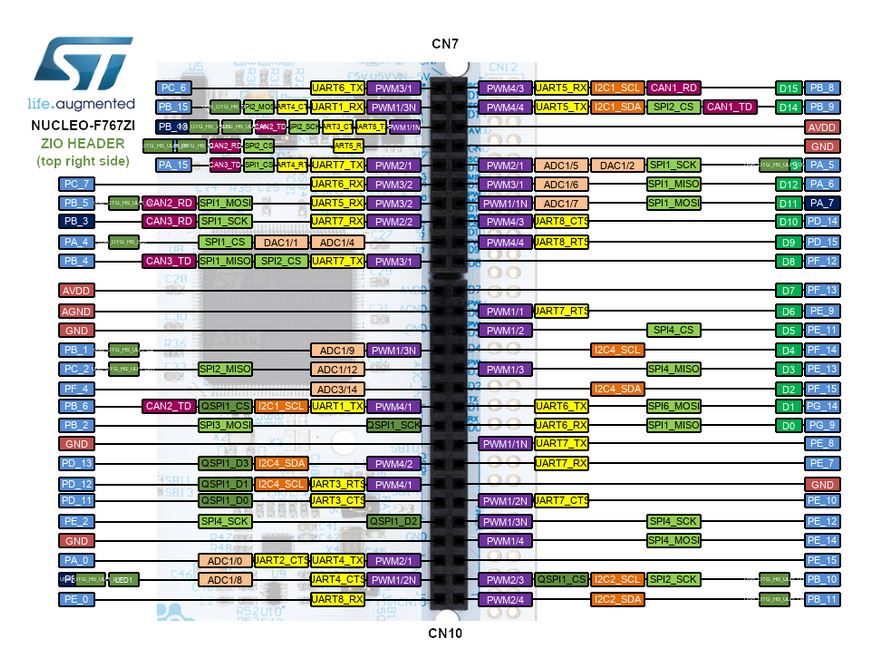 CN7
life.augmented
NUCLEO-F767ZI
ZIO HEADER
(top right side)
PC_6 UART6_TX PWM3/1 PWM4/3 UART5_RX I2C1_SCL CAN1_RD D15 PB_8
PB_15 UART1_RX PWM3/1N PWM4/4 UART5_TX I2C1_SDA SPI2_CS CAN1_TD D14 PB_9
CAN2_TD PWM1/1N AVDD
CAN2_RD SPI2_CS GND
PA_15 CAN3_TD SPI1_CS UART7_TX PWM2/1 PWM2/1 ADC1/5 DAC1/2 SPI1_SCK PA_5
PC_7 UART6_RX PWM3/2 PWM3/1 ADC1/6 SPI1_MISO D12 PA_6
PB_5 CAN2_RD SPI1_MOSI UART5_RX PWM3/2 PWM1/1N ADC1/7 SPI1_MOSI D11 PA_7
PB_3 CAN3_RD SPI1_SCK UART7_RX PWM2/2 PWM4/3 UART8_CTS D10 PD_14
PA_4 SPI1_CS DAC1/1 ADC1/4 PWM4/4 UART8_RTS D9 PD_15
PB_4 CAN3_TD SPI1_MISO SPI2_CS UART7_TX PWM3/1 D8 PF_12
AVDD D7 PF_13
AGND PWM1/1 UART7_RTS D6 PE_9
GND PWM1/2 SPI4_CS D5 PE_11
PB_1 ADC1/9 PWM1/3N I2C4_SCL D4 PF_14
PC_2 SPI2_MISO ADC1/12 PWM1/3 SPI4_MISO D3 PE_13
PF_4 ADC3/14 I2C4_SDA D2 PF_15
PB_6 CAN2_TD QSPI1_CS I2C1_SCL UART1_TX PWM4/1 UART6_TX SPI6_MOSI D1 PG_14
PB_2 SPI3_MOSI QSPI1_SCK UART6_RX SPI1_MISO D0 PG_9
GND PWM1/1N UART7_TX PE_8
PD_13 QSPI1_D3 I2C4_SDA PWM4/2 UART7_RX PE_7
PD_12 QSPI1_D1 I2C4_SCL UART3_RTS PWM4/1 GND
PD_11 QSPI1_D0 UART3_CTS PWM1/2N UART7_CTS PE_10
PE_2 SPI4_SCK QSPI1_D2 PWM1/3N SPI4_SCK PE_12
GND PWM1/4 SPI4_MOSI PE_14
PA_0 ADC1/0 UART2_CTS UART4_TX PWM2/1 PE_15
LED1 ADC1/8 UART4_CTS PWM1/2N PWM2/3 QSPI1_CS I2C2_SCL SPI2_SCK PB_10
PE_0 UART8_RX PWM2/4 I2C2_SDA PB_11
CN10